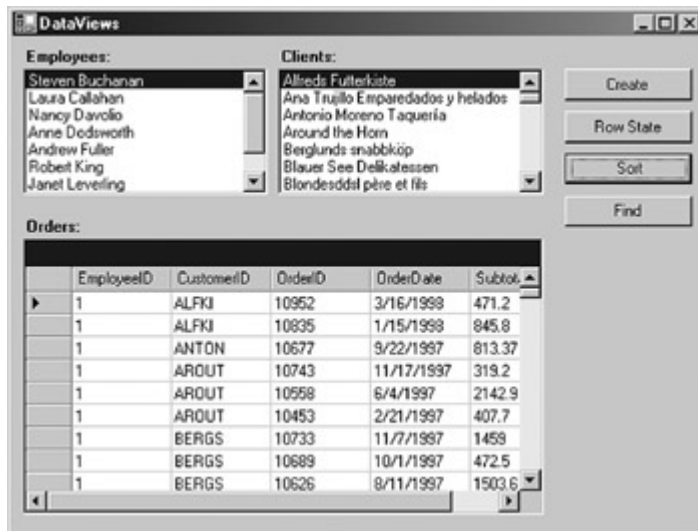 DataViews
Employees:
Steven Buchanan
Laura Callahan
Nancy Davolio
Anne Dodsworth
Andrew Fuller
Robert King
Janet Leverling
Clients:
Alfreds Futterkiste
Ana Trujillo Emparedados y helados
Antonio Moreno Taquería
Around the Horn
Berglunds snabbköp
Blauer See Delikatessen
Blondesddsl père et fils
Create
Row State
Sort
Find
Orders:
EmployeeID CustomerID OrderID OrderDate Subtot
1 ALFKI 10952 3/16/1998 471.2
1 ALFKI 10835 1/15/1998 845.8
1 ANTON 10677 9/22/1997 813.37
1 AROUT 10743 11/17/1997 319.2
1 AROUT 10558 6/4/1997 2142.9
1 AROUT 10453 2/21/1997 407.7
1 BERGS 10733 11/7/1997 1459
1 BERGS 10689 10/1/1997 472.5
1 BERGS 10626 8/11/1997 1503.6